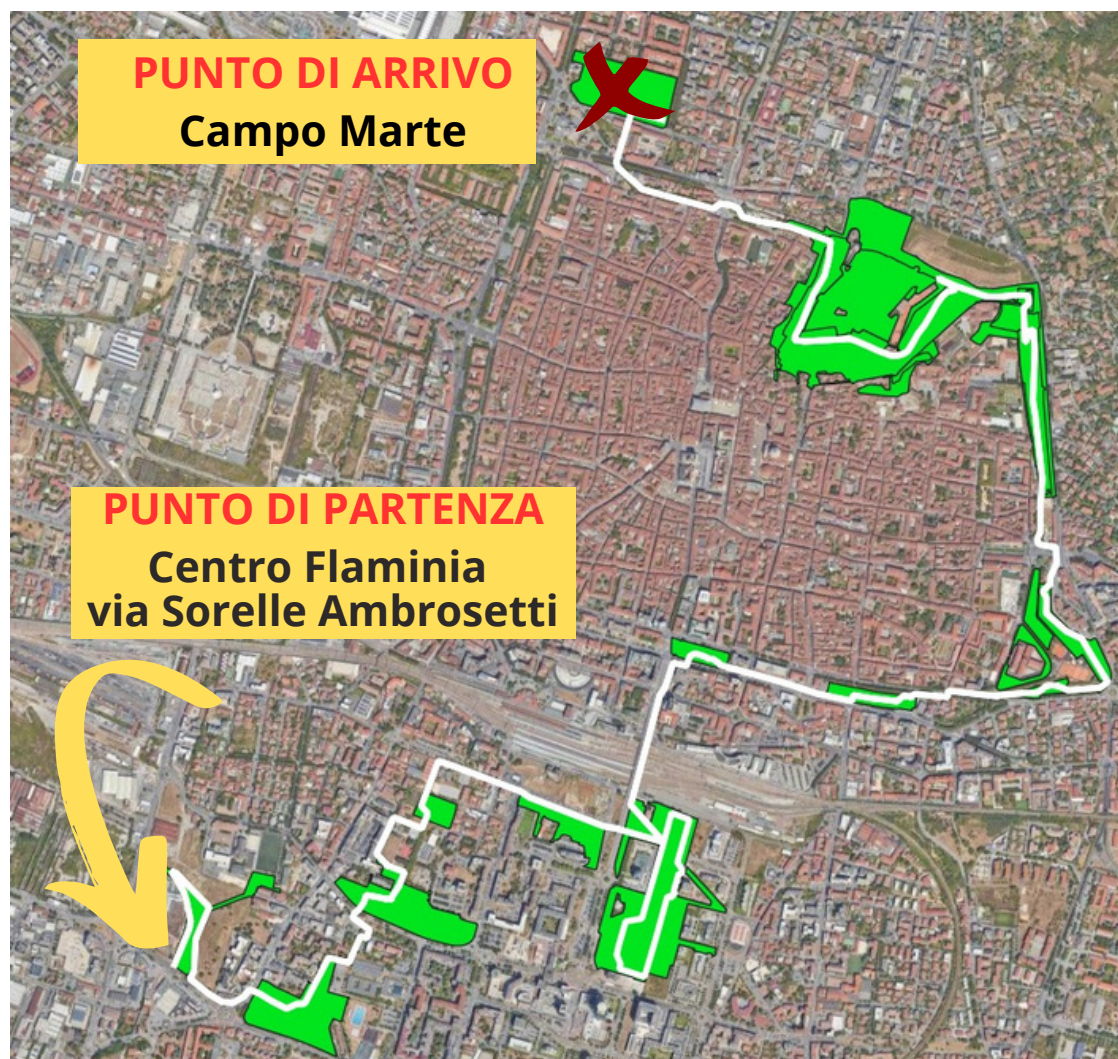 PUNTO DI ARRIVO
Campo Marte
PUNTO DI PARTENZA
Centro Flaminia
via Sorelle Ambrosetti